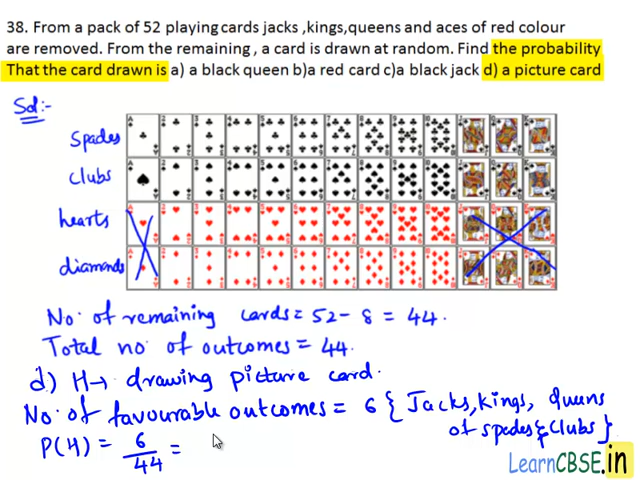 38. From a pack of 52 playing cards jacks ,kings,queens and aces of red colour
are removed. From the remaining , a card is drawn at random. Find the probability
That the card drawn is a) a black queen b)a red card c)a black jack d) a picture card
Sol:-
Spades
clubs
hearts
diamonds
No. of remaining cards = 52 - 8 = 44.
Total no of outcomes = 44.
d) H → drawing picture card.
No. of favourable outcomes = 6 { Jacks, kings, queens
of spades & clubs }
P(H) = 6/44 =
LearnCBSE.in